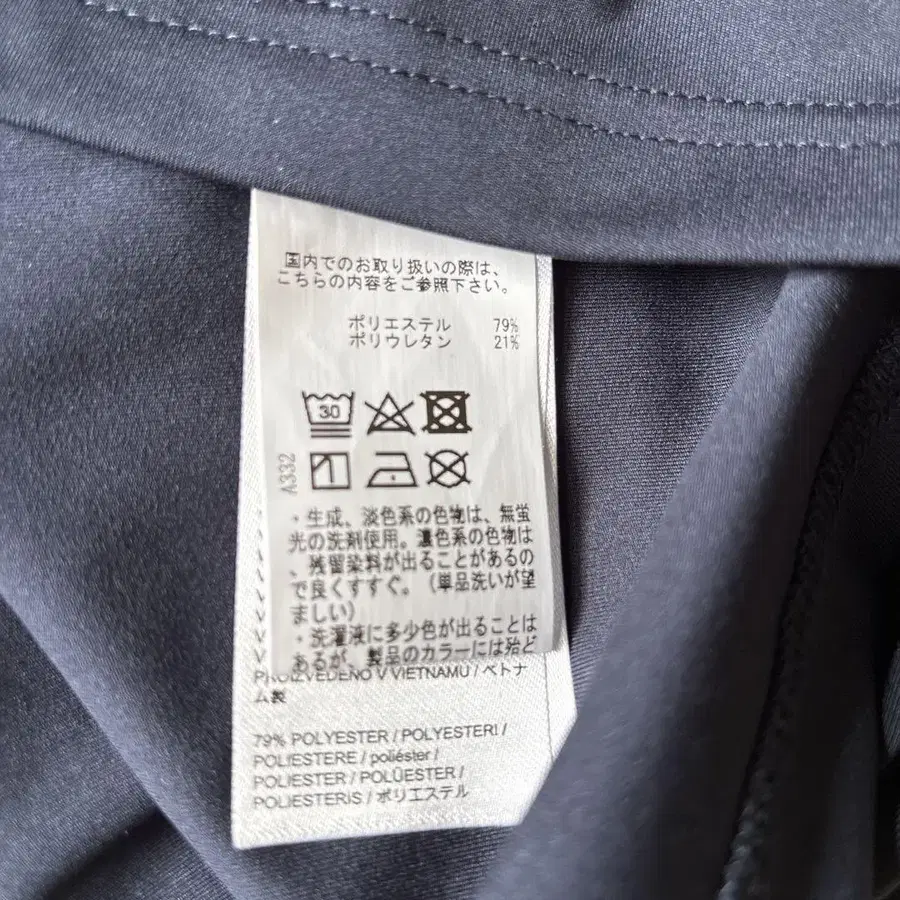 国内でのお取り扱いの際は、
こちらの内容をご参照下さい。
ポリエステル 79%
ポリウレタン 21%
30
A332
・生成、淡色系の色物は、無蛍
光の洗剤使用。濃色系の色物は
、残留染料が出ることがあるの
で良くすすぐ。（単品洗いが望
ましい）
・洗濯液に多少色が出ることは
あるが、製品のカラーには殆ど
PROIZVEDENO V VIETNAMU / ベトナ
ム製
79% POLYESTER / POLYESTERI /
POLIESTERE / poliéster /
POLIESTER / POLÜESTER /
POLIESTERIS / ポリエステル